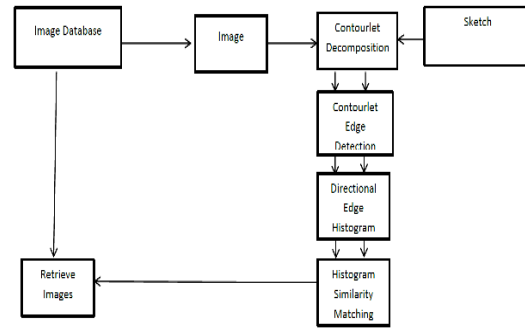 Image Database
Image
Contourlet
Decomposition
Sketch
Contourlet
Edge
Detection
Directional
Edge
Histogram
Retrieve
Images
Histogram
Similarity
Matching